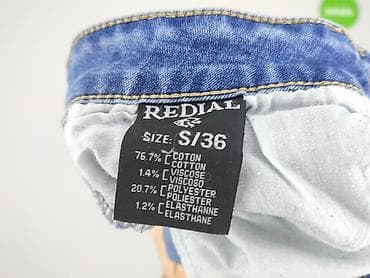 REDIAL
SIZE: S/36
76.7% [ COTON
COTTON
1.4% [ VISCOSE
VISCOSO
20.7% [ POLYESTER
POLIESTER
1.2% [ ELASTHANNE
ELASTHANE